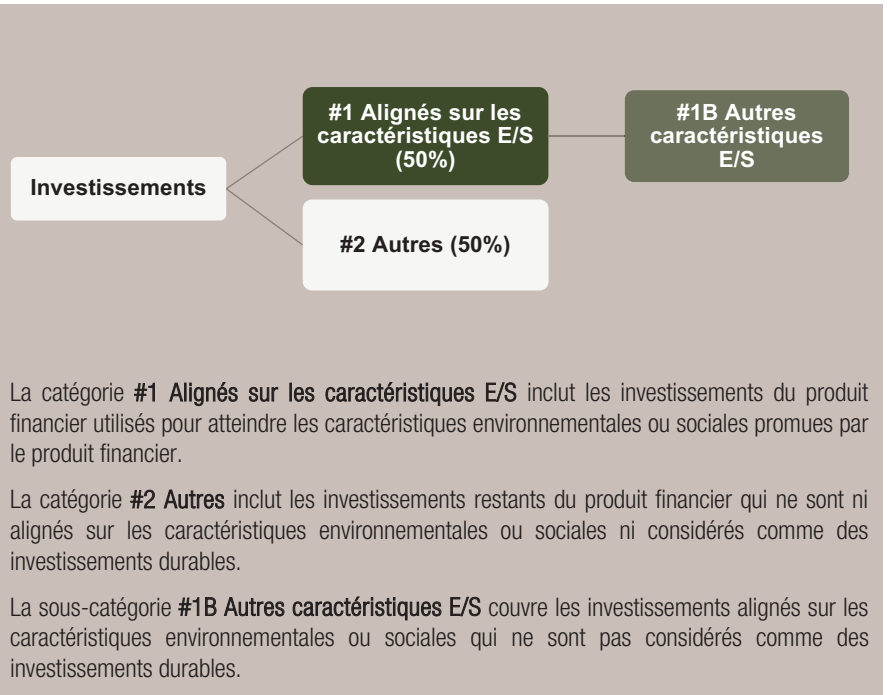 #1 Alignés sur les
caractéristiques E/S
(50%)
#1B Autres
caractéristiques
E/S
Investissements
#2 Autres (50%)
La catégorie #1 Alignés sur les caractéristiques E/S inclut les investissements du produit
financier utilisés pour atteindre les caractéristiques environnementales ou sociales promues par
le produit financier.
La catégorie #2 Autres inclut les investissements restants du produit financier qui ne sont ni
alignés sur les caractéristiques environnementales ou sociales ni considérés comme des
investissements durables.
La sous-catégorie #1B Autres caractéristiques E/S couvre les investissements alignés sur les
caractéristiques environnementales ou sociales qui ne sont pas considérés comme des
investissements durables.